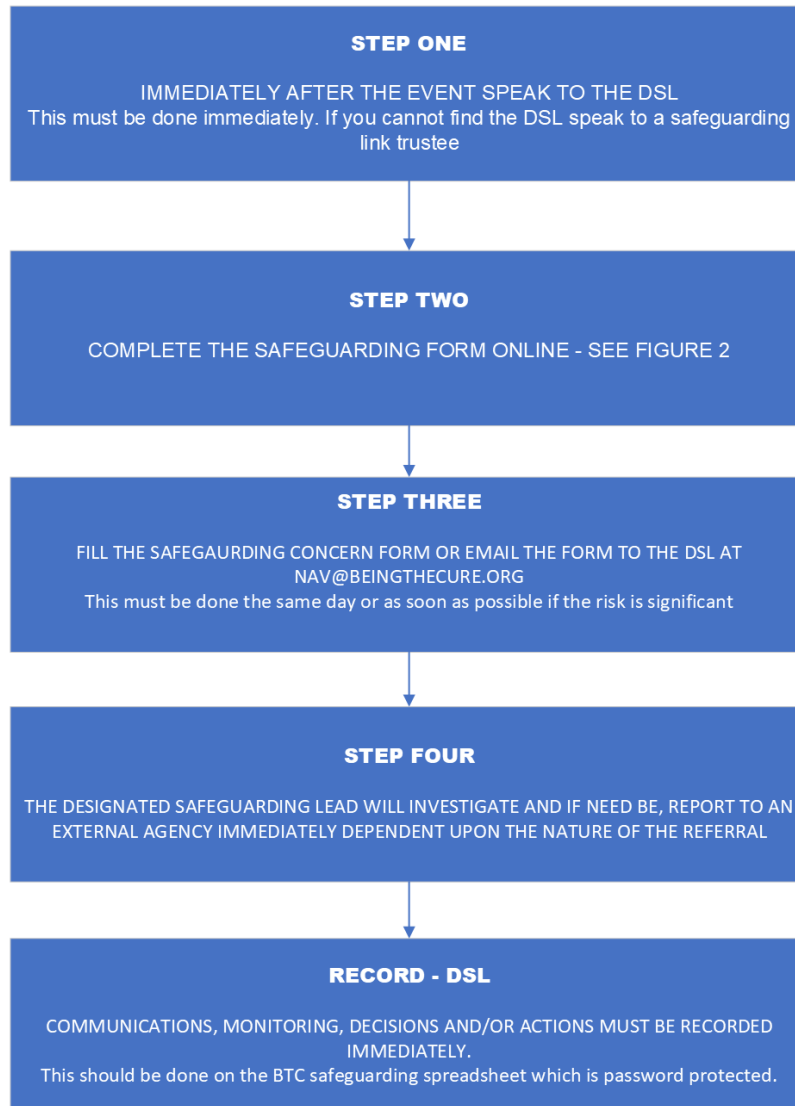 STEP ONE
IMMEDIATELY AFTER THE EVENT SPEAK TO THE DSL
This must be done immediately. If you cannot find the DSL speak to a safeguarding
link trustee
STEP TWO
COMPLETE THE SAFEGUARDING FORM ONLINE - SEE FIGURE 2
STEP THREE
FILL THE SAFEGAURDING CONCERN FORM OR EMAIL THE FORM TO THE DSL AT
NAV@BEINGTHECURE.ORG
This must be done the same day or as soon as possible if the risk is significant
STEP FOUR
THE DESIGNATED SAFEGUARDING LEAD WILL INVESTIGATE AND IF NEED BE, REPORT TO AN
EXTERNAL AGENCY IMMEDIATELY DEPENDENT UPON THE NATURE OF THE REFERRAL
RECORD - DSL
COMMUNICATIONS, MONITORING, DECISIONS AND/OR ACTIONS MUST BE RECORDED
IMMEDIATELY.
This should be done on the BTC safeguarding spreadsheet which is password protected.